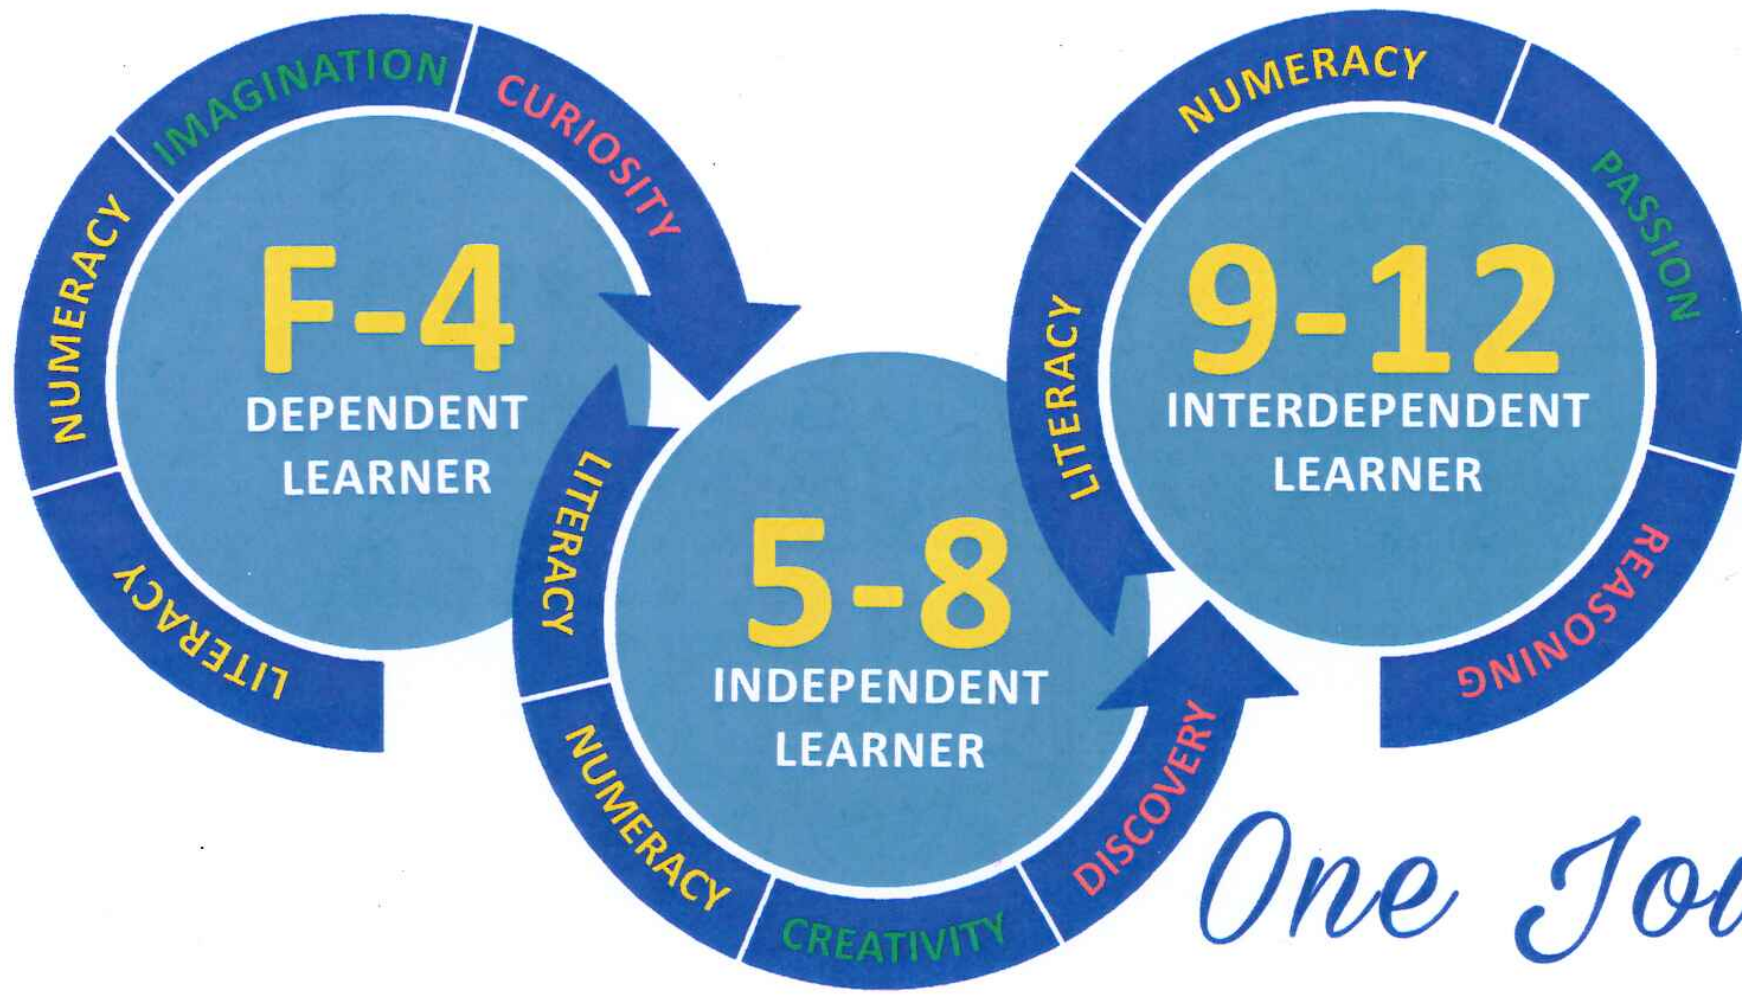 LITERACY
NUMERACY
IMAGINATION
CURIOSITY
F-4
DEPENDENT
LEARNER
LITERACY
NUMERACY
CREATIVITY
DISCOVERY
5-8
INDEPENDENT
LEARNER
LITERACY
NUMERACY
PASSION
REASONING
9-12
INTERDEPENDENT
LEARNER
One